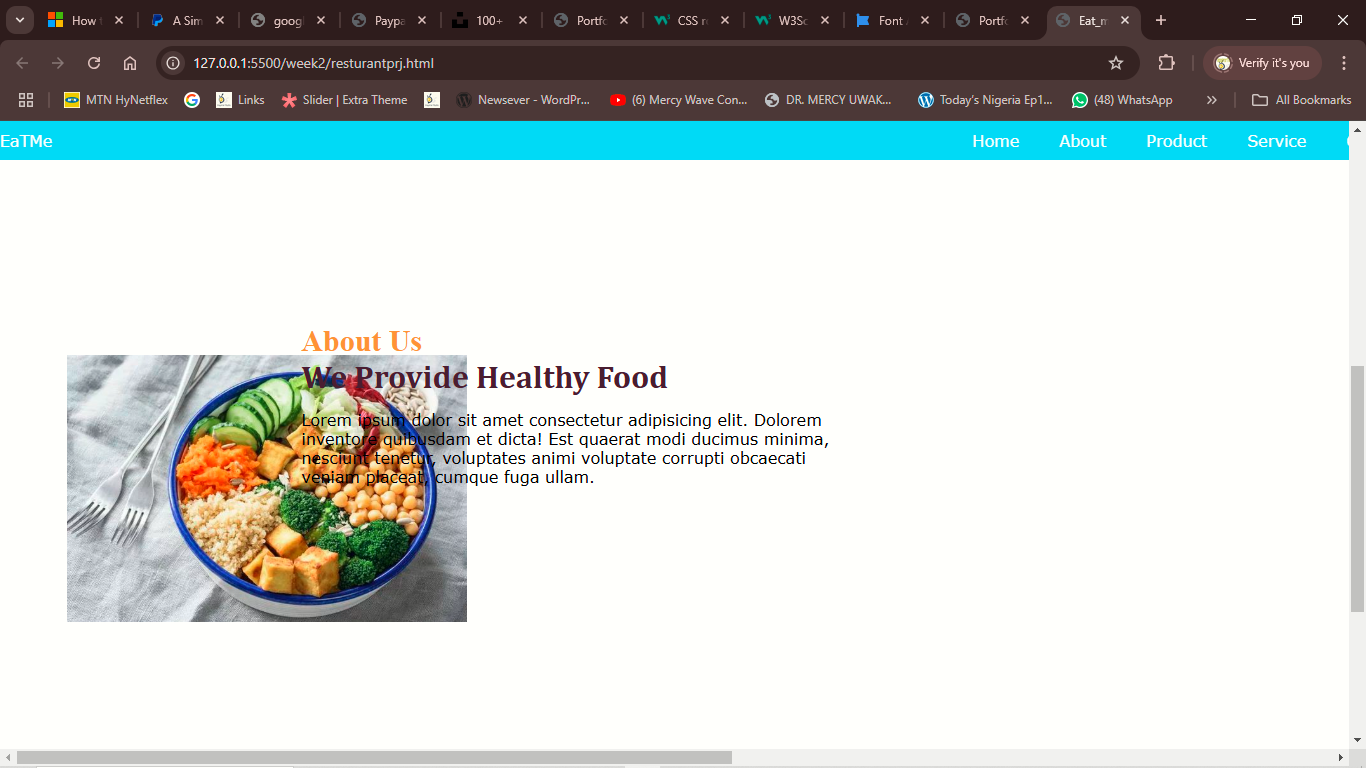 How
A Sim
googl
Paypa
100+
Portfo
CSS re
W3Sc
Font
Portfo
Eat_m
127.0.0.1:5500/week2/resturantprj.html
Verify it's you
MTN HyNetflex
Links
Slider | Extra Theme
Newsever - WordPr...
(6) Mercy Wave Con...
DR. MERCY UWAK...
Today's Nigeria Ep1...
(48) WhatsApp
All Bookmarks
EaTMe
Home
About
Product
Service
About Us
We Provide Healthy Food
Lorem ipsum dolor sit amet consectetur adipisicing elit. Dolorem
inventore quibusdam et dicta! Est quaerat modi ducimus minima,
nesciunt tenetur, voluptates animi voluptate corrupti obcaecati
veniam placeat, cumque fuga ullam.